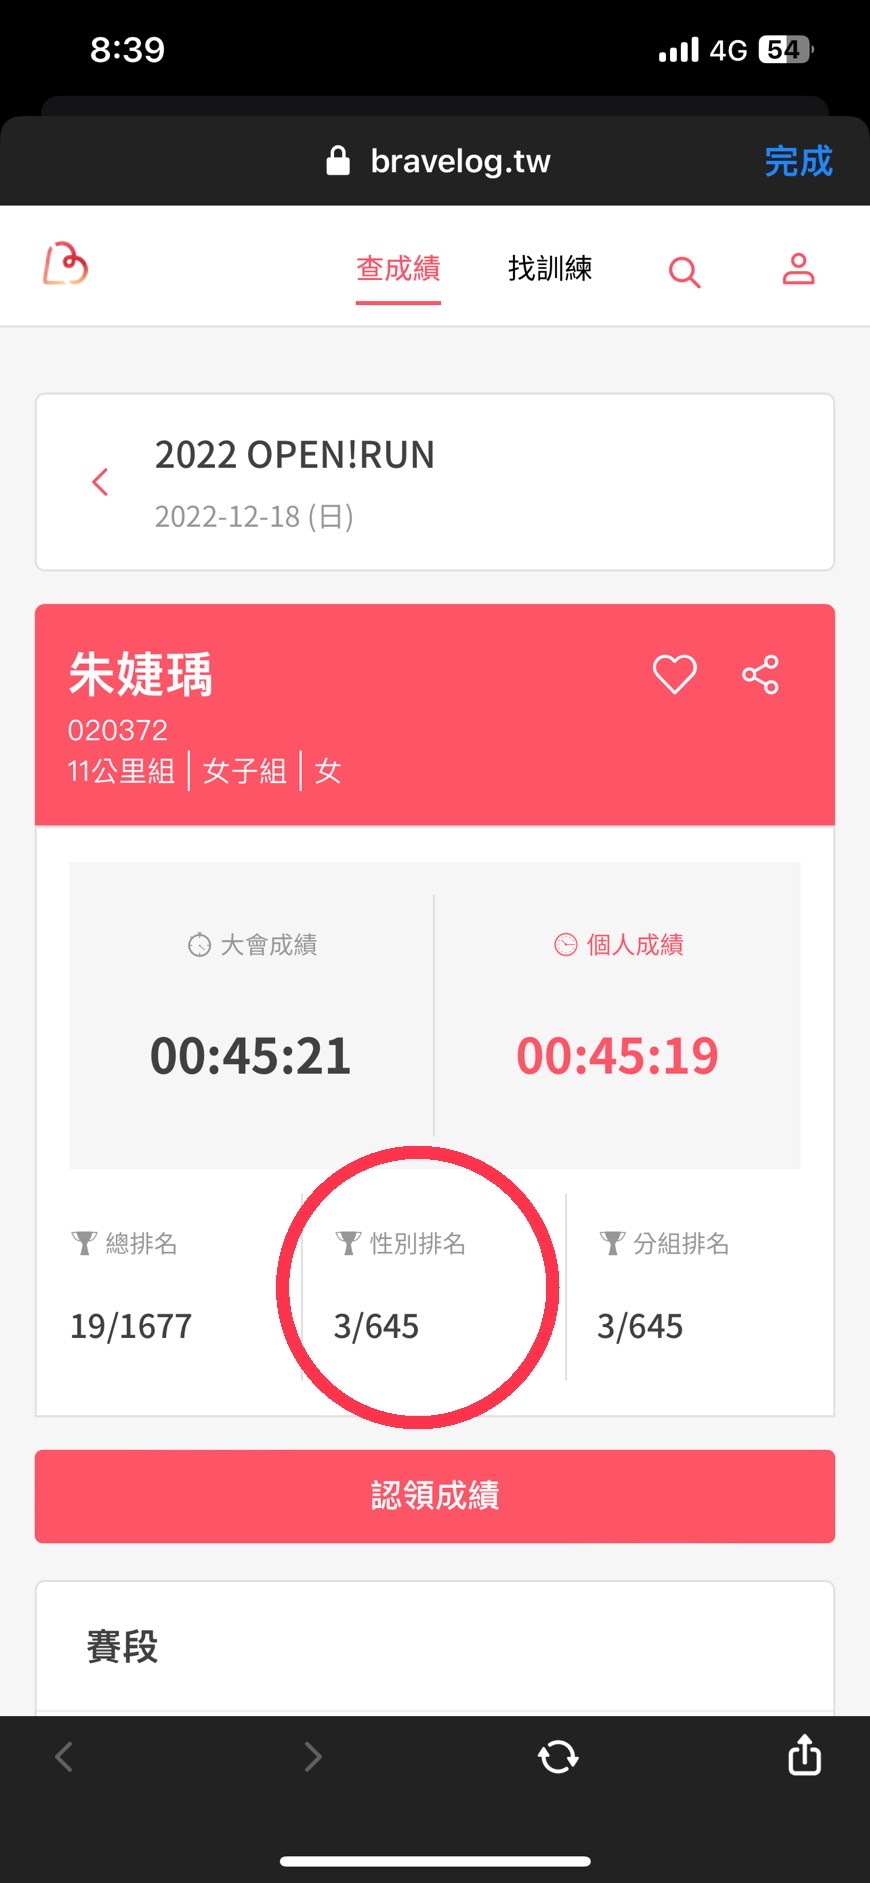 8:39
4G 54
bravelog.tw 完成
查成績 找訓練
2022 OPEN!RUN
2022-12-18 (日)
朱婕瑀
020372
11公里組 | 女子組 | 女
大會成績 個人成績
00:45:21 00:45:19
總排名 性別排名 分組排名
19/1677 3/645 3/645
認領成績
賽段